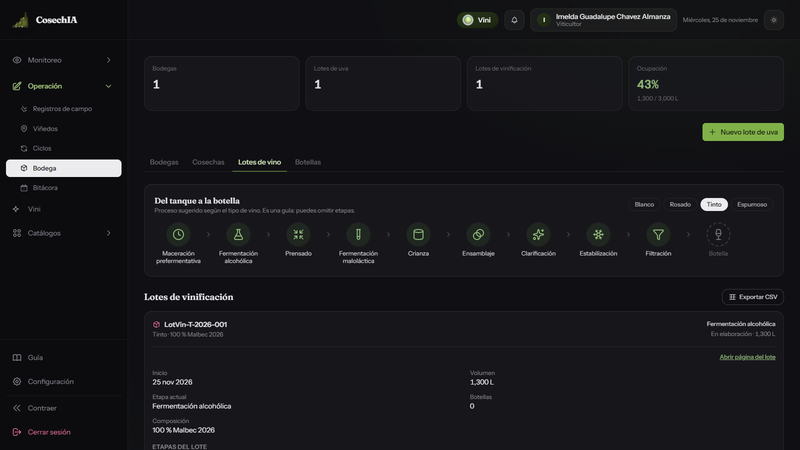 CosechIA
Vini
I
Imelda Guadalupe Chavez Almanza
Viticultor
Miércoles, 25 de noviembre
Monitoreo
Operación
Registros de campo
Viñedos
Ciclos
Bodega
Bitácora
Vini
Catálogos
Guía
Configuración
Contraer
Cerrar sesión
Bodegas
1
Lotes de uva
1
Lotes de vinificación
1
Ocupación
43%
1,300 / 3,000 L
Nuevo lote de uva
Bodegas Cosechas Lotes de vino Botellas
Del tanque a la botella
Proceso sugerido según el tipo de vino. Es una guía: puedes omitir etapas.
Blanco Rosado Tinto Espumoso
Maceración prefermentativa
Fermentación alcohólica
Prensado
Fermentación maloláctica
Crianza
Ensamblaje
Clarificación
Estabilización
Filtración
Botella
Lotes de vinificación
Exportar CSV
LotVin-T-2026-001
Tinto · 100 % Malbec 2026
Fermentación alcohólica
En elaboración · 1,300 L
Abrir página del lote
Inicio
25 nov 2026
Volumen
1,300 L
Etapa actual
Fermentación alcohólica
Botellas
0
Composición
100 % Malbec 2026
ETAPAS DEL LOTE